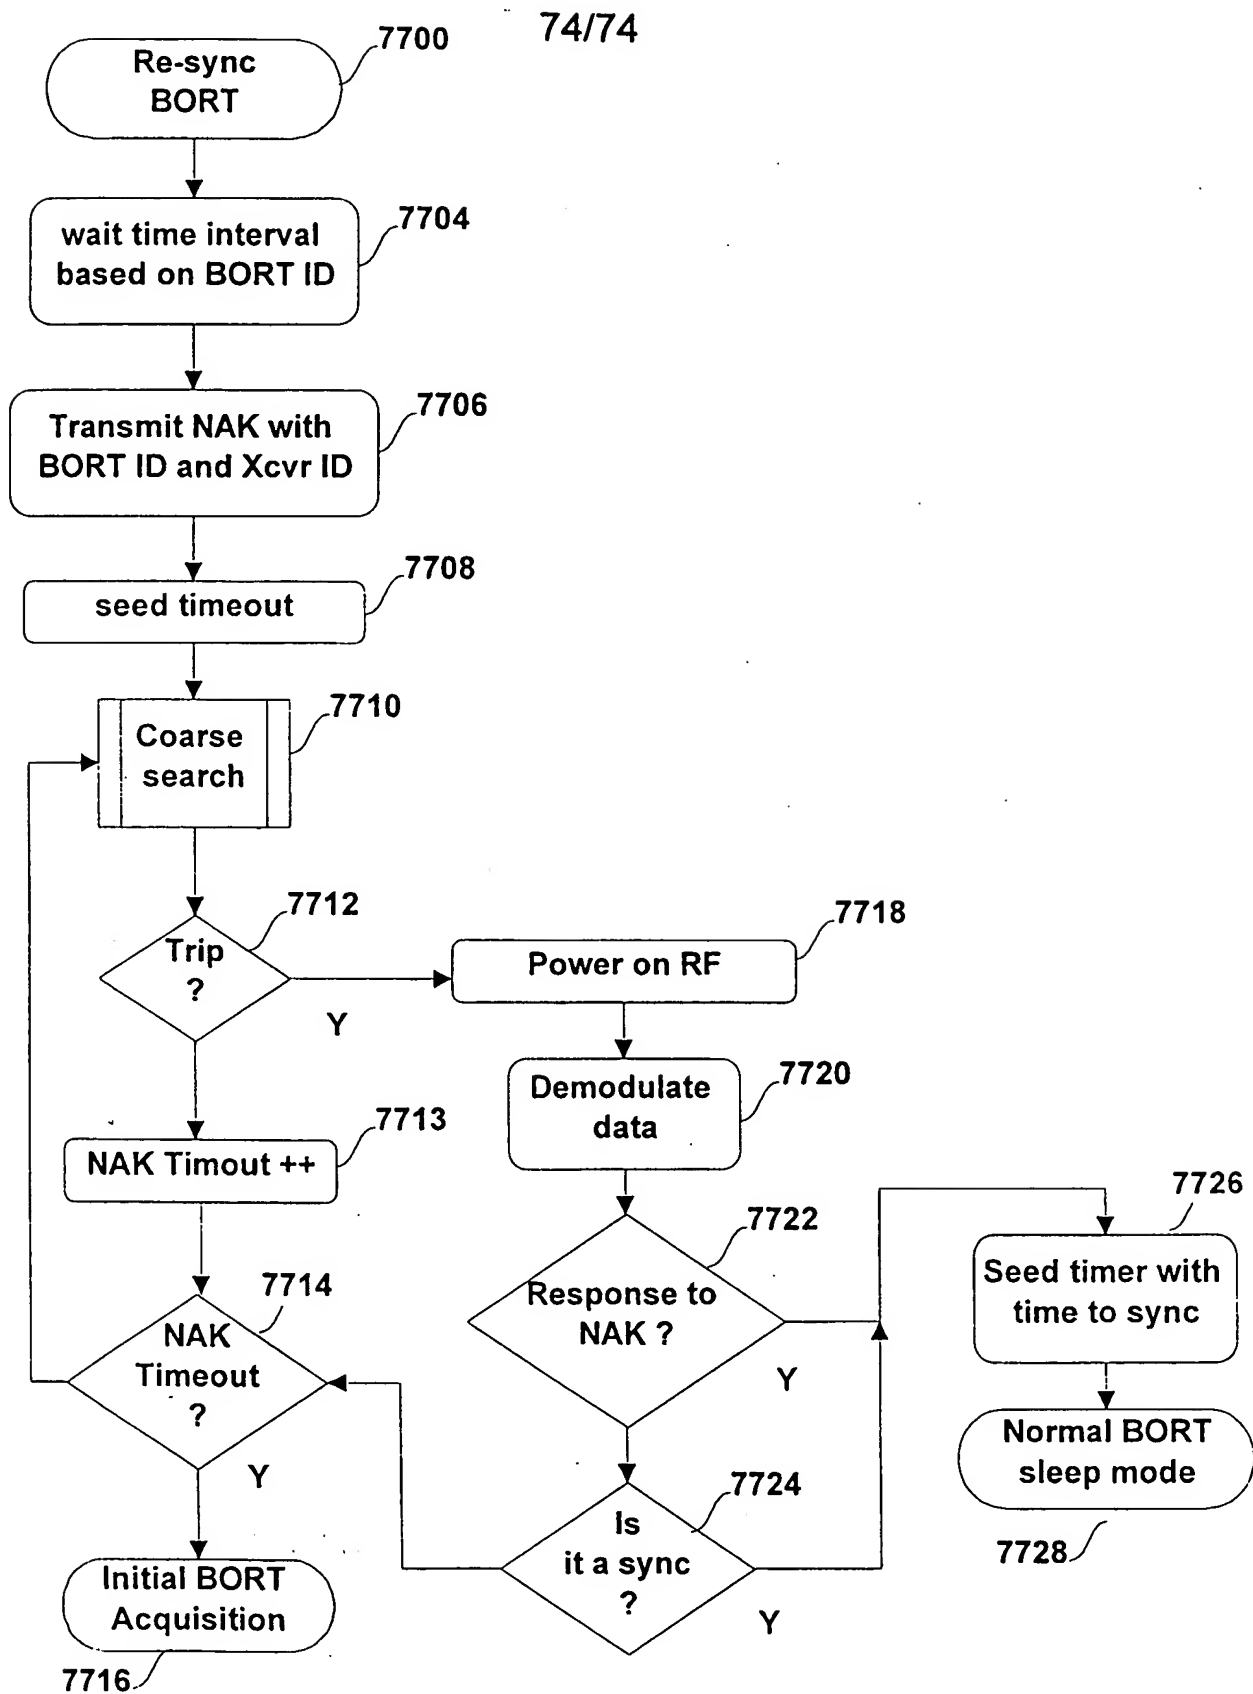 74/74
7700
Re-sync
BORT
7704
wait time interval
based on BORT ID
7706
Transmit NAK with
BORT ID and Xcvr ID
7708
seed timeout
7710
Coarse
search
7712
Trip
?
Y
7718
Power on RF
7720
Demodulate
data
7713
NAK Timout ++
7722
Response to
NAK ?
Y
7726
Seed timer with
time to sync
7714
NAK
Timeout
?
Y
Normal BORT
sleep mode
7728
7724
Is
it a sync
?
Y
Initial BORT
Acquisition
7716